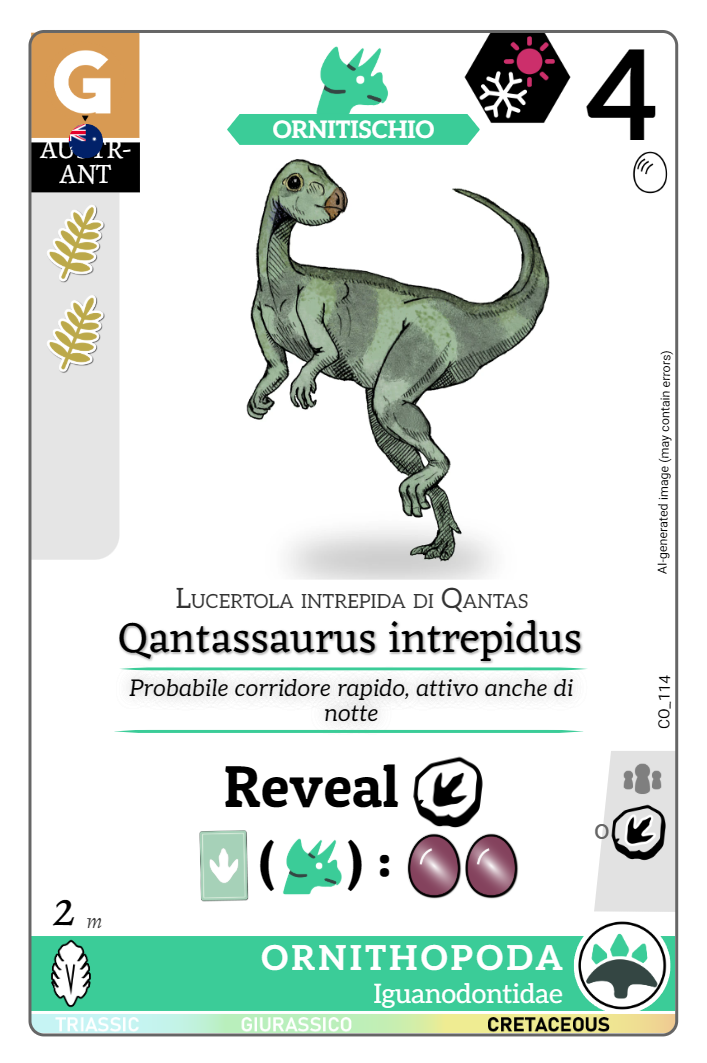 G
AUSTR-
ANT
ORNITISCHIO
4
AI-generated image (may contain errors)
LUCERTOLA INTREPIDA DI QANTAS
Qantassaurus intrepidus
Probabile corridore rapido, attivo anche di
notte
CO_114
Reveal
( ) :
O
2 m
ORNITHOPODA
Iguanodontidae
TRIASSIC GIURASSICO CRETACEOUS